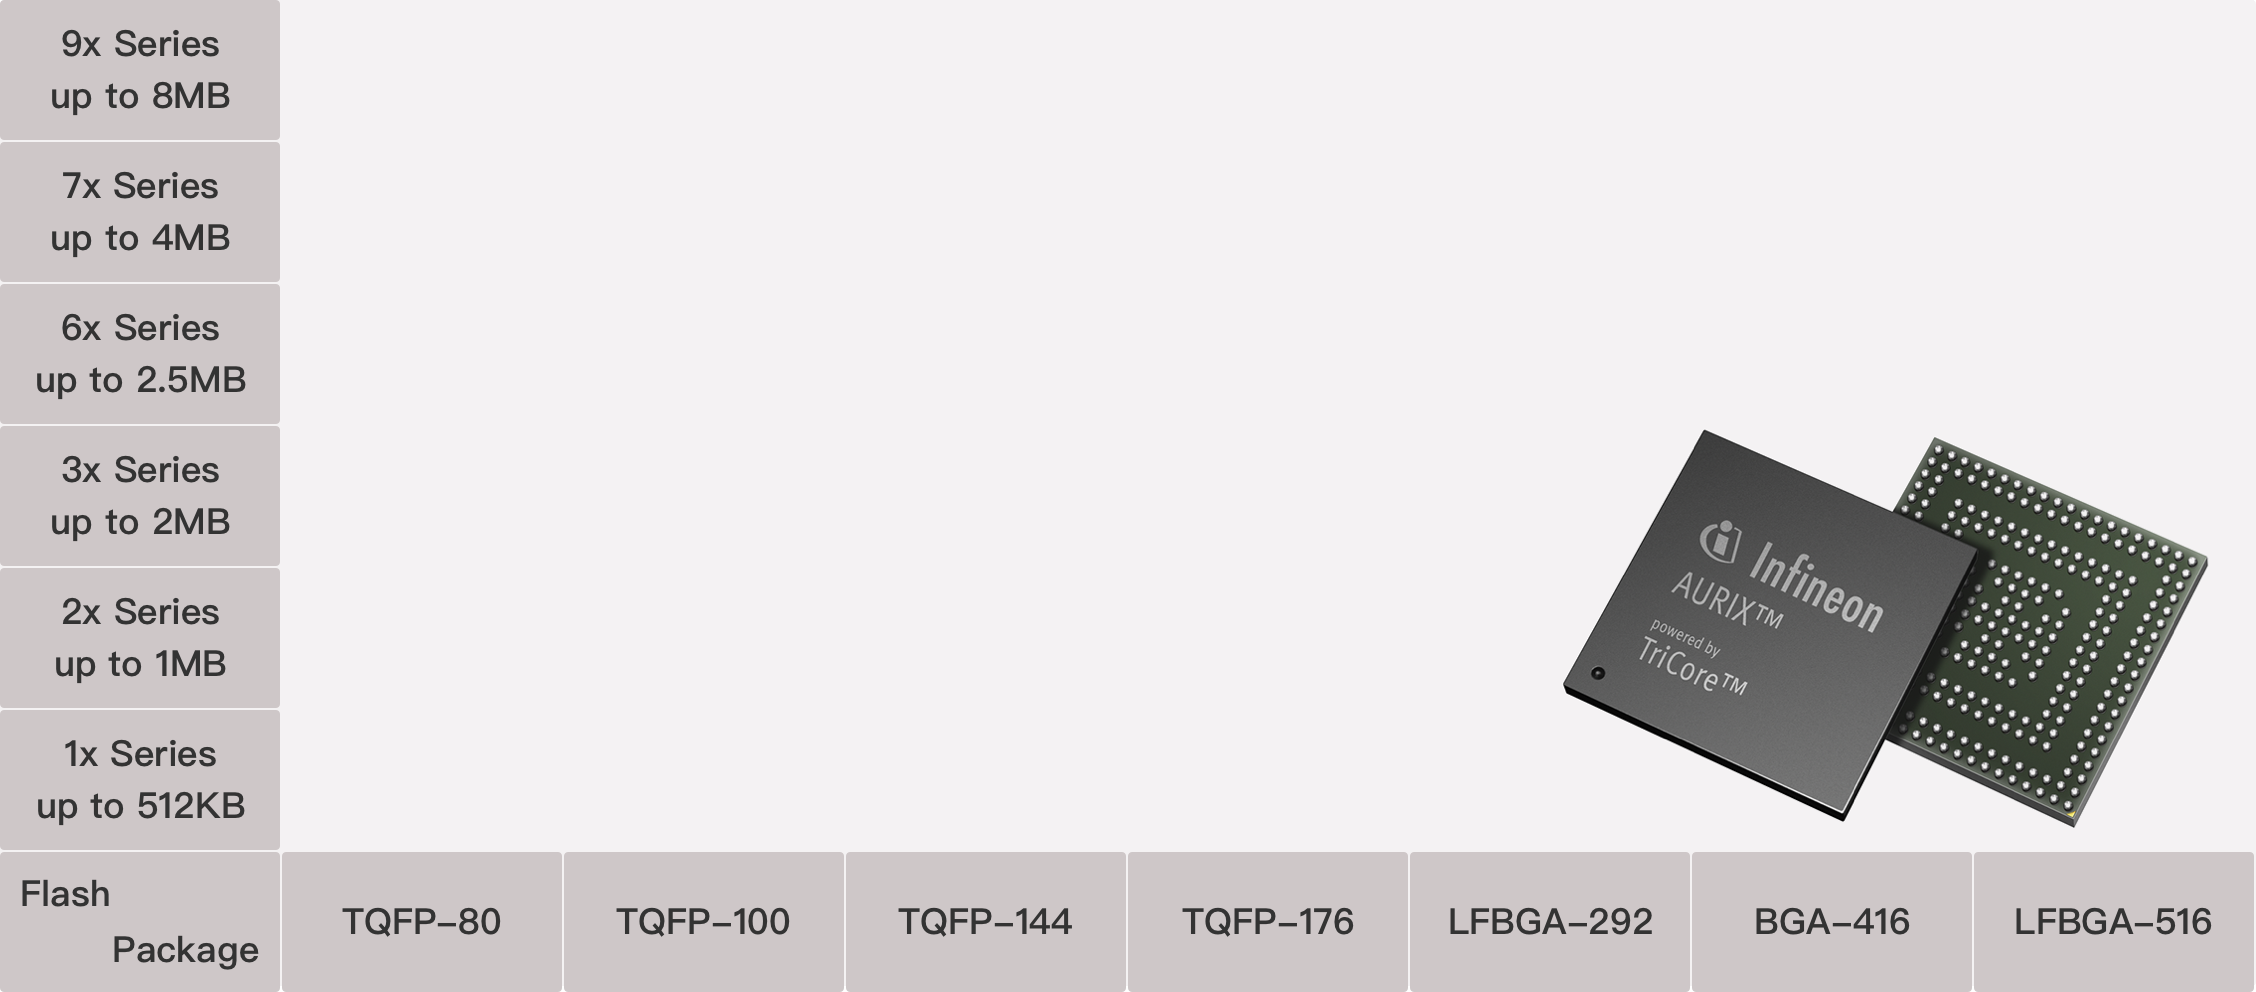 9x Series
up to 8MB
7x Series
up to 4MB
6x Series
up to 2.5MB
3x Series
up to 2MB
2x Series
up to 1MB
1x Series
up to 512KB
Infineon
AURIX™
powered by
TriCore™
Flash
Package
TQFP–80
TQFP–100
TQFP–144
TQFP–176
LFBGA–292
BGA–416
LFBGA–516